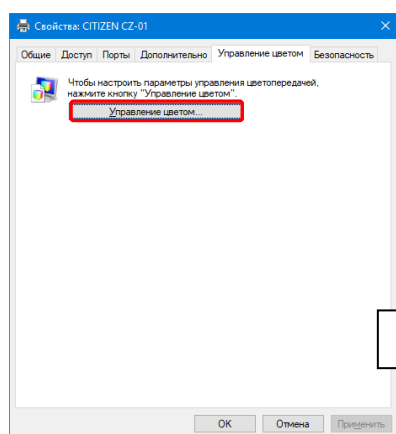 Свойства: CITIZEN CZ-01
Общие Доступ Порты Дополнительно Управление цветом Безопасность
Чтобы настроить параметры управления цветопередачей,
нажмите кнопку "Управление цветом".
Управление цветом...
OK Отмена Применить